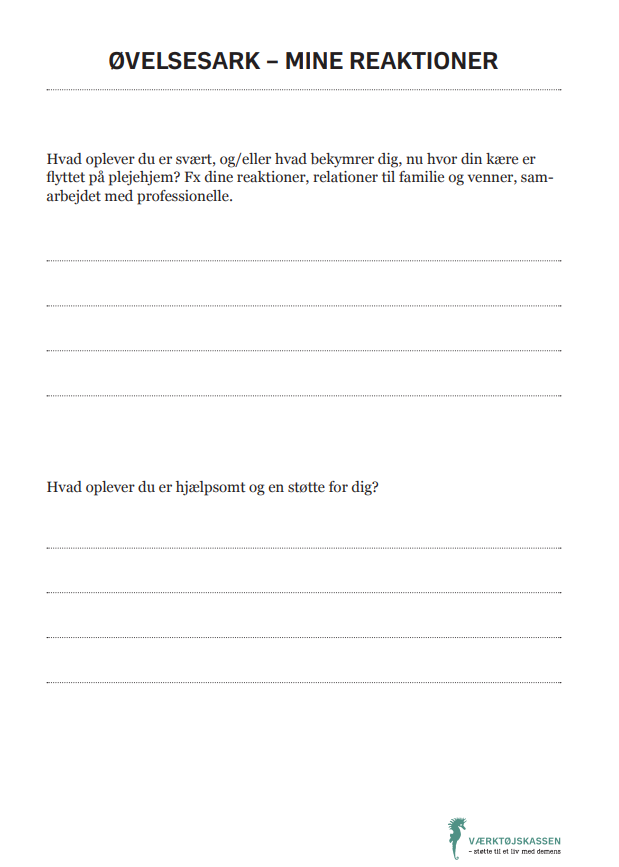 ØVELSESARK – MINE REAKTIONER
Hvad oplever du er svært, og/eller hvad bekymrer dig, nu hvor din kære er
flyttet på plejehjem? Fx dine reaktioner, relationer til familie og venner, sam-
arbejdet med professionelle.
Hvad oplever du er hjælpsomt og en støtte for dig?
VÆRKTØJSKASSEN
– støtte til et liv med demens